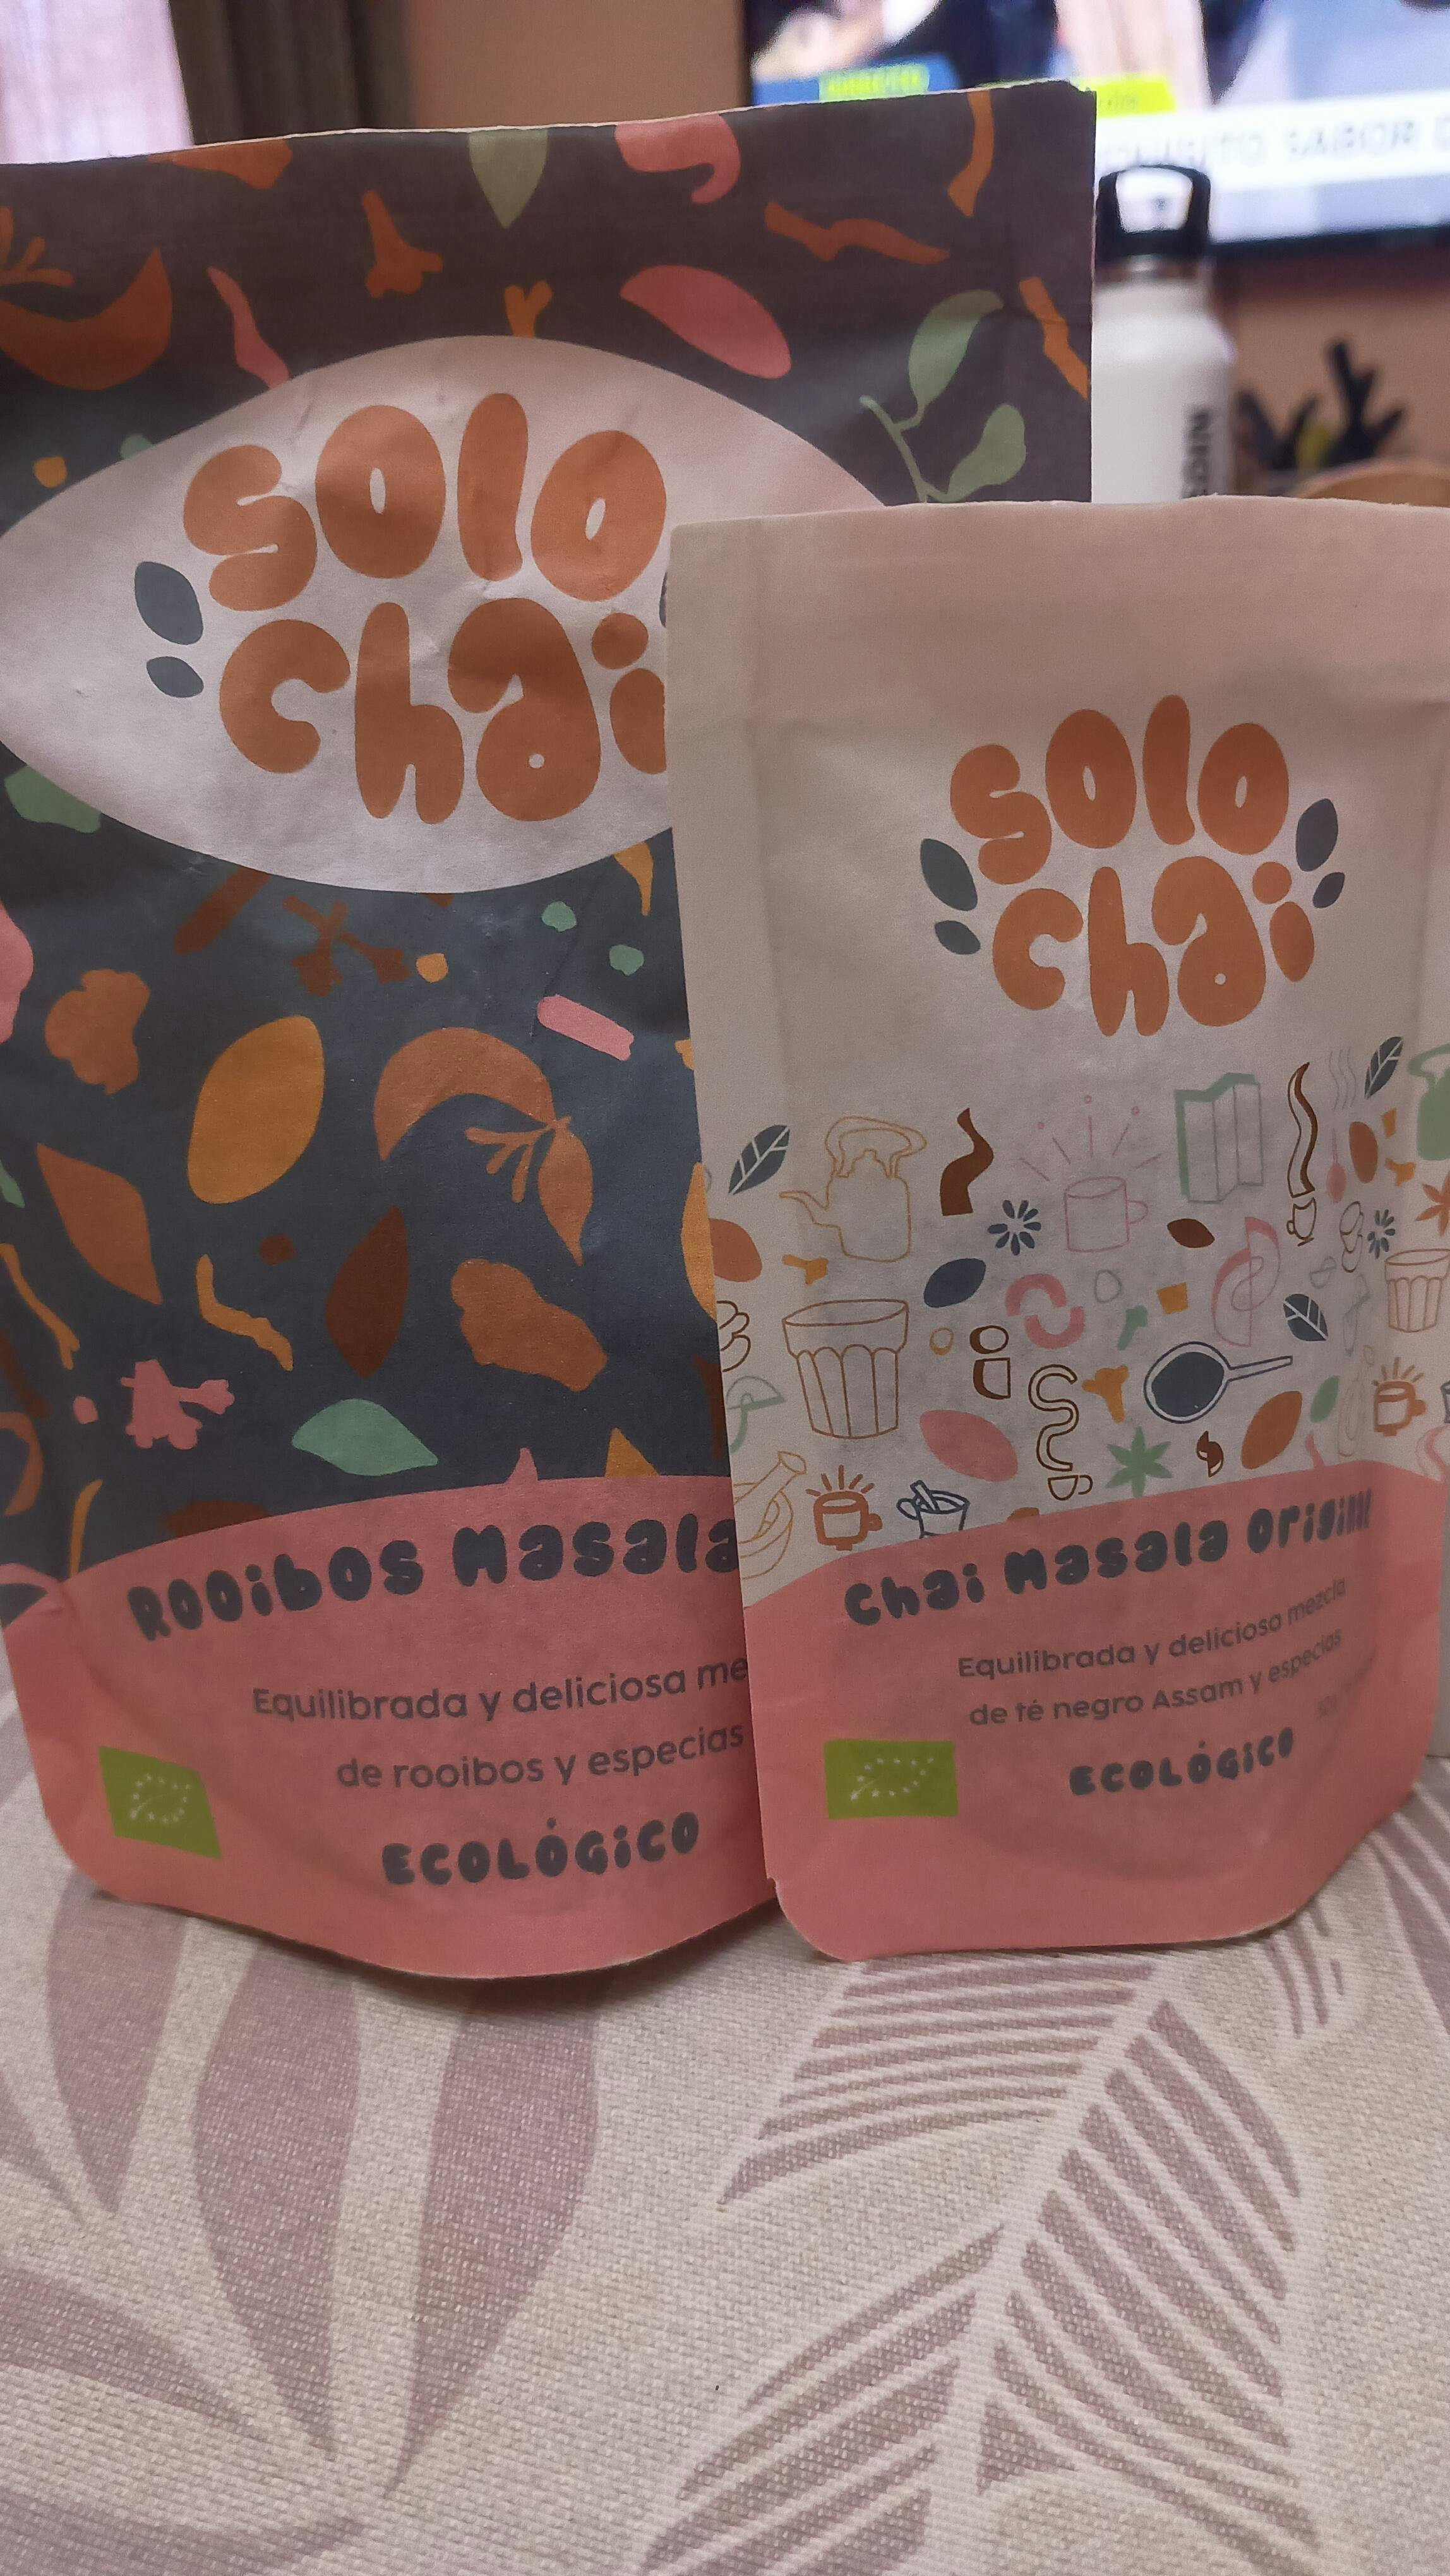 solo
chai
Rooibos Masala
Equilibrada y deliciosa me
de rooibos y especias
ECOLÓGICO
solo
chai
Chai Masala Original
Equilibrada y deliciosa mezcla
de té negro Assam y especias
ECOLÓGICO
SABOR D